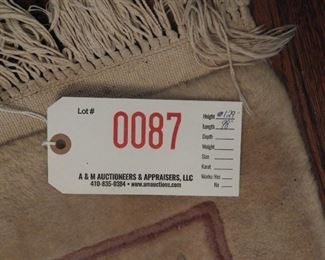 Lot #
0087
Height
Length
Depth
Weight
Size
Karat
Marks: Yes
No
A & M AUCTIONEERS & APPRAISERS, LLC
410-835-0384 • www.amauctions.com